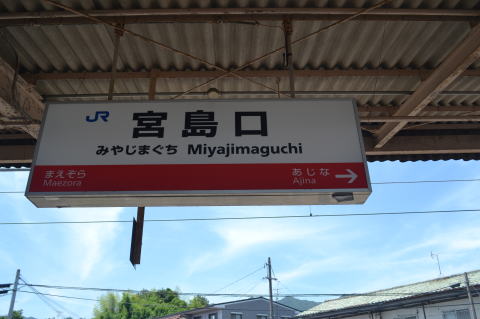 JR 宮島口
みやじまぐち Miyajimaguchi
まえぞら あじな
Maezora Ajina